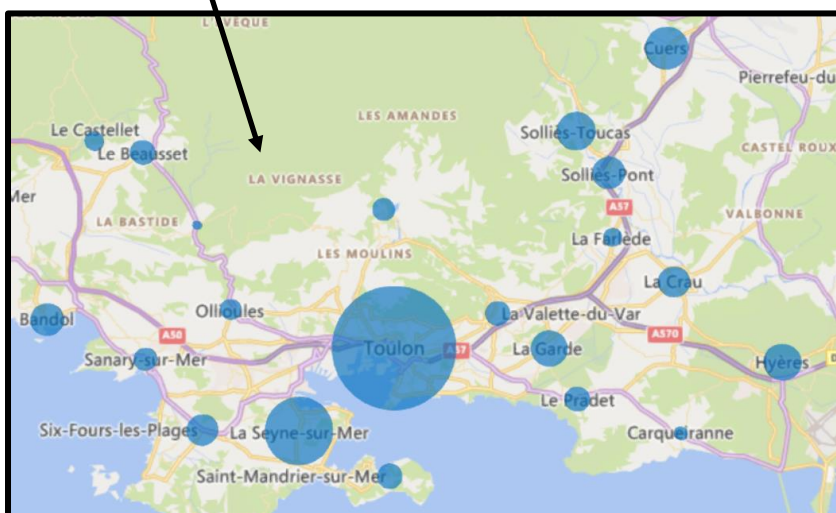 L'VÊQUE
Cuers
Pierrefeu-du
LES AMANDES
Le Castellet
Solliès-Toucas
Le Beausset
CASTEL ROUX
Solliès-Pont
LA VIGNASSE
Mer
A57
VALBONNE
LA BASTIDE
La Farlède
LES MOULINS
La Crau
Ollioules
Bandol
La Valette-du-Var
A50
Toulon
A57
La Garde
A570
Sanary-sur-Mer
Hyères
D
Le Pradet
Six-Fours-les-Plages
La Seyne-sur-Mer
Carqueiranne
Saint-Mandrier-sur-Mer